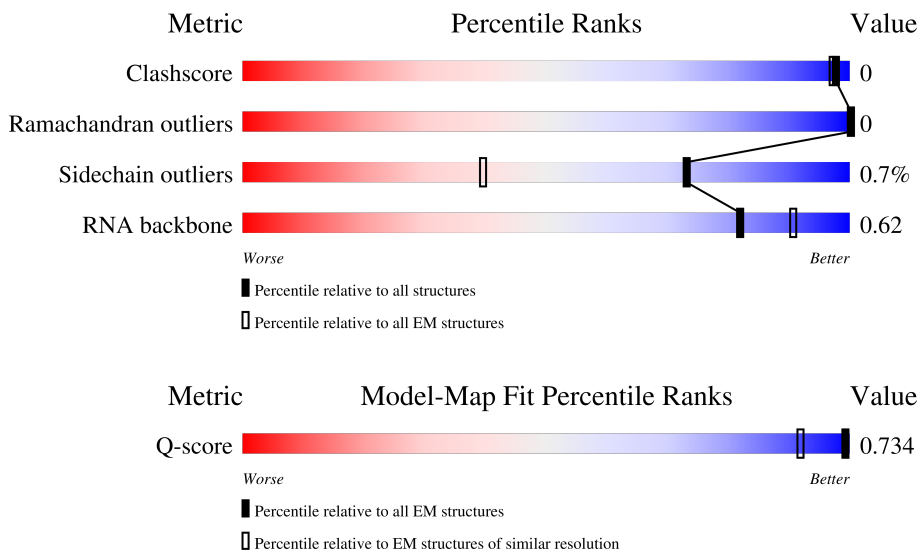 Metric Percentile Ranks Value
Clashscore 0
Ramachandran outliers 0
Sidechain outliers 0.7%
RNA backbone 0.62
Worse Better
Percentile relative to all structures
Percentile relative to all EM structures
Metric Model-Map Fit Percentile Ranks Value
Q-score 0.734
Worse Better
Percentile relative to all EM structures
Percentile relative to EM structures of similar resolution